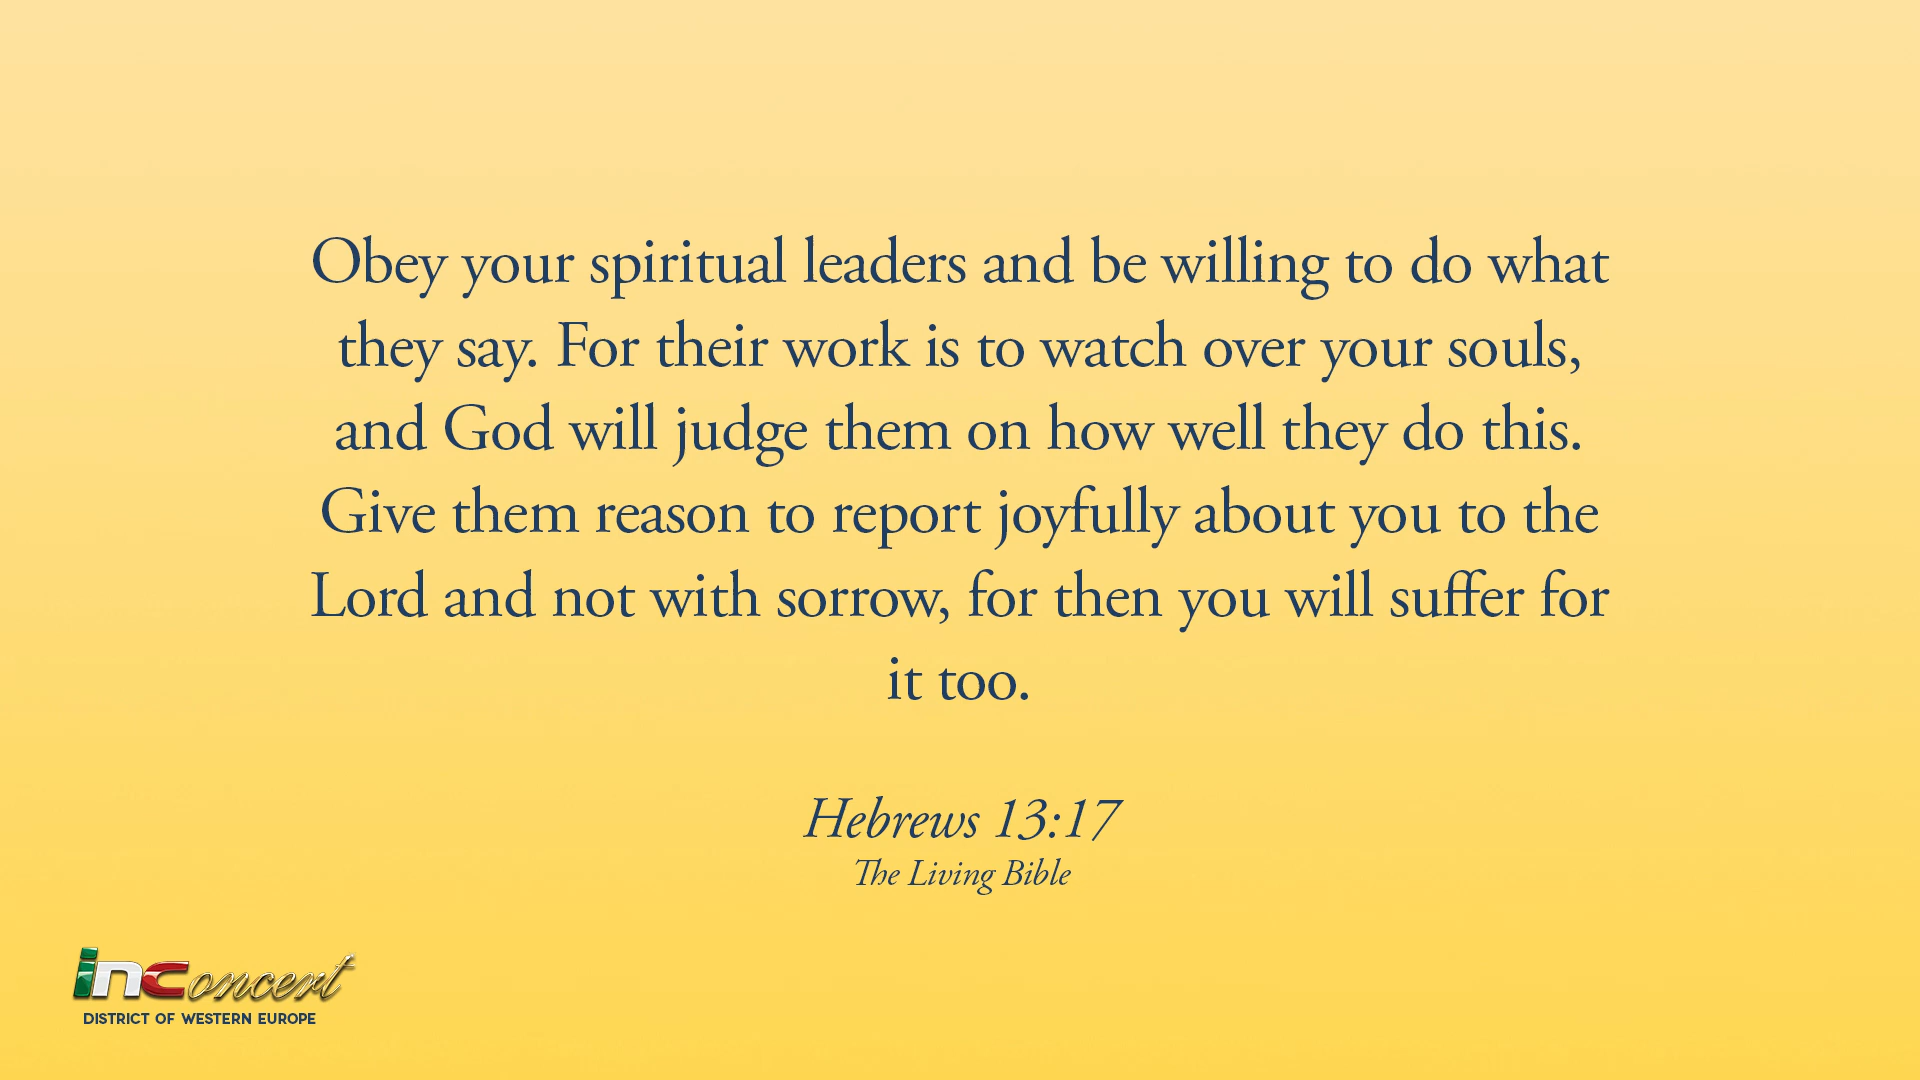 Obey your spiritual leaders and be willing to do what
they say. For their work is to watch over your souls,
and God will judge them on how well they do this.
Give them reason to report joyfully about you to the
Lord and not with sorrow, for then you will suffer for
it too.
Hebrews 13:17
The Living Bible
inConcert
DISTRICT OF WESTERN EUROPE